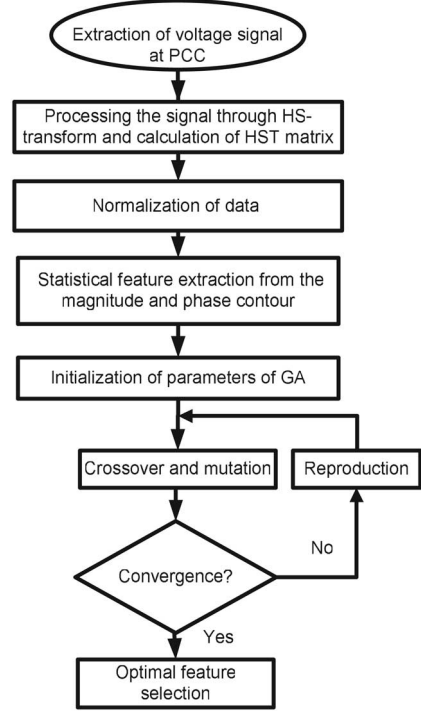 Extraction of voltage signal
at PCC
Processing the signal through HS-
transform and calculation of HST matrix
Normalization of data
Statistical feature extraction from the
magnitude and phase contour
Initialization of parameters of GA
Crossover and mutation
Reproduction
Convergence?
No
Yes
Optimal feature
selection